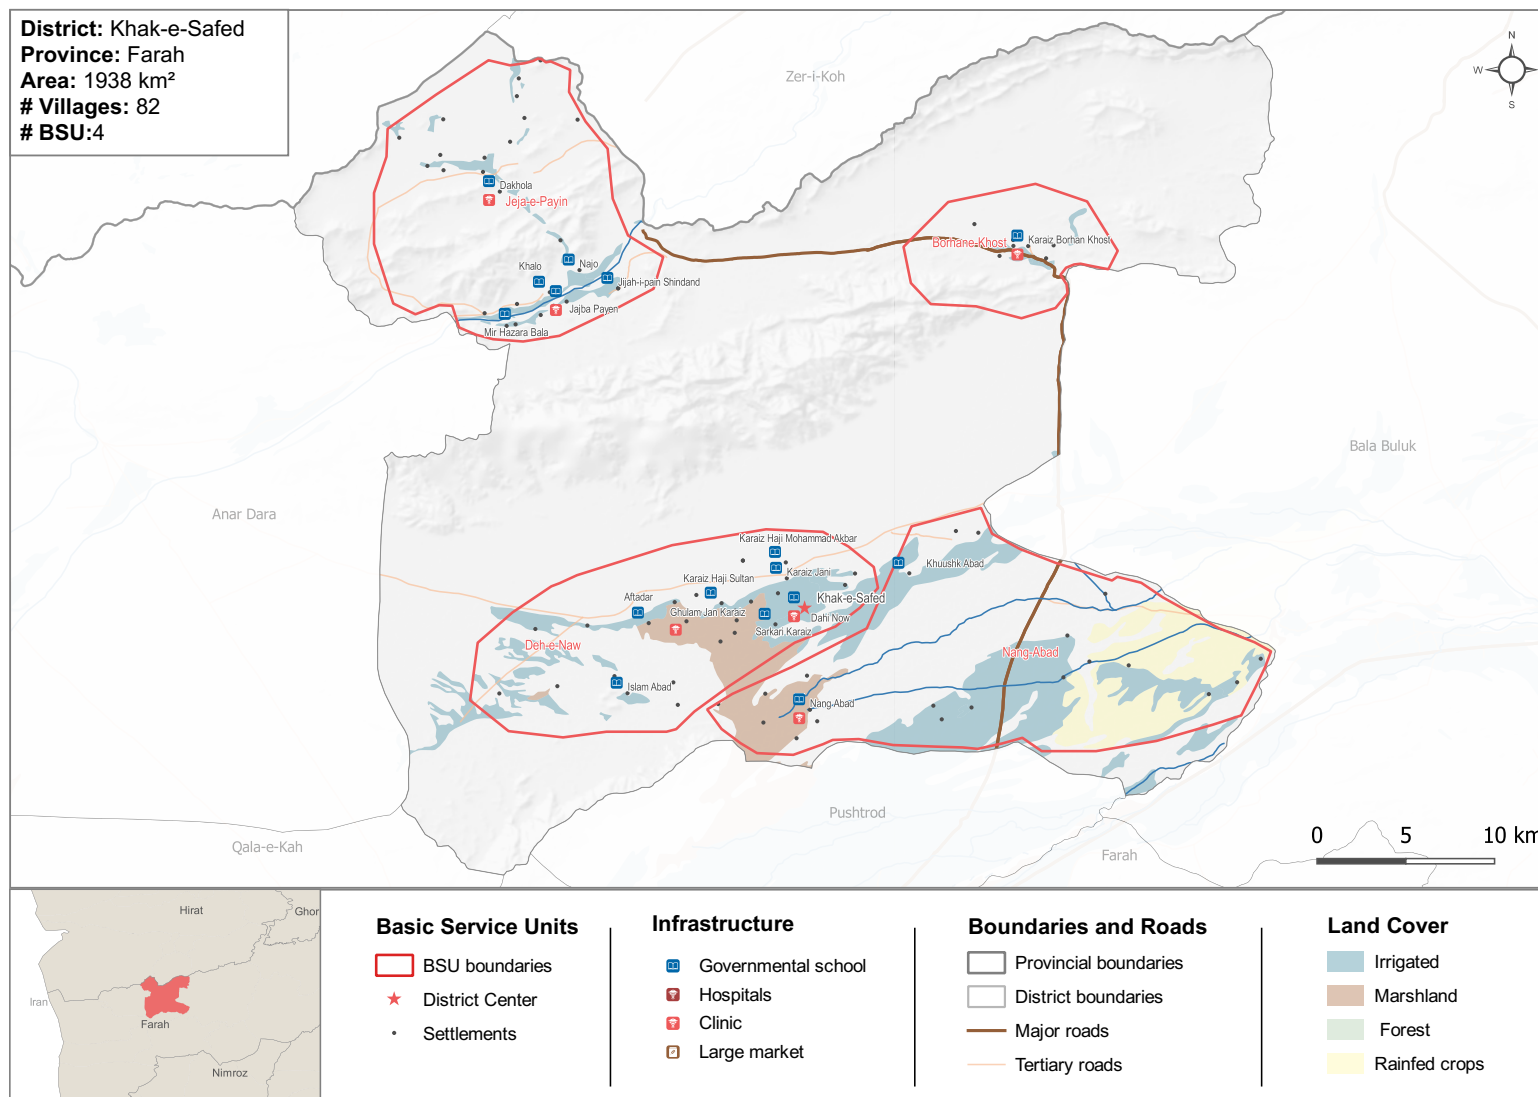 District: Khak-e-Safed
Province: Farah
Area: 1938 km²
# Villages: 82
# BSU:4
Zer-i-Koh
N
W
S
Dakhola
Jeja-e-Payin
Borhane-Khost
Karaiz Borhan Khost
Khalo
Najo
Jijah-i-pain Shindand
Jajba Payen
Mir Hazara Bala
Bala Buluk
Anar Dara
Karaiz Haji Mohammad Akbar
Karaiz Jani
Khuushk Abad
Karaiz Haji Sultan
Aftadar
Khak-e-Safed
Ghulam Jan Karaiz
Dahi Now
Sarkari Karaiz
Deh-e-Naw
Nang-Abad
Islam Abad
Nang-Abad
Pushtrod
Qala-e-Kah
Farah
0 5 10 km
Hirat
Ghor
Iran
Farah
Nimroz
Basic Service Units
BSU boundaries
District Center
Settlements
Infrastructure
Governmental school
Hospitals
Clinic
Large market
Boundaries and Roads
Provincial boundaries
District boundaries
Major roads
Tertiary roads
Land Cover
Irrigated
Marshland
Forest
Rainfed crops